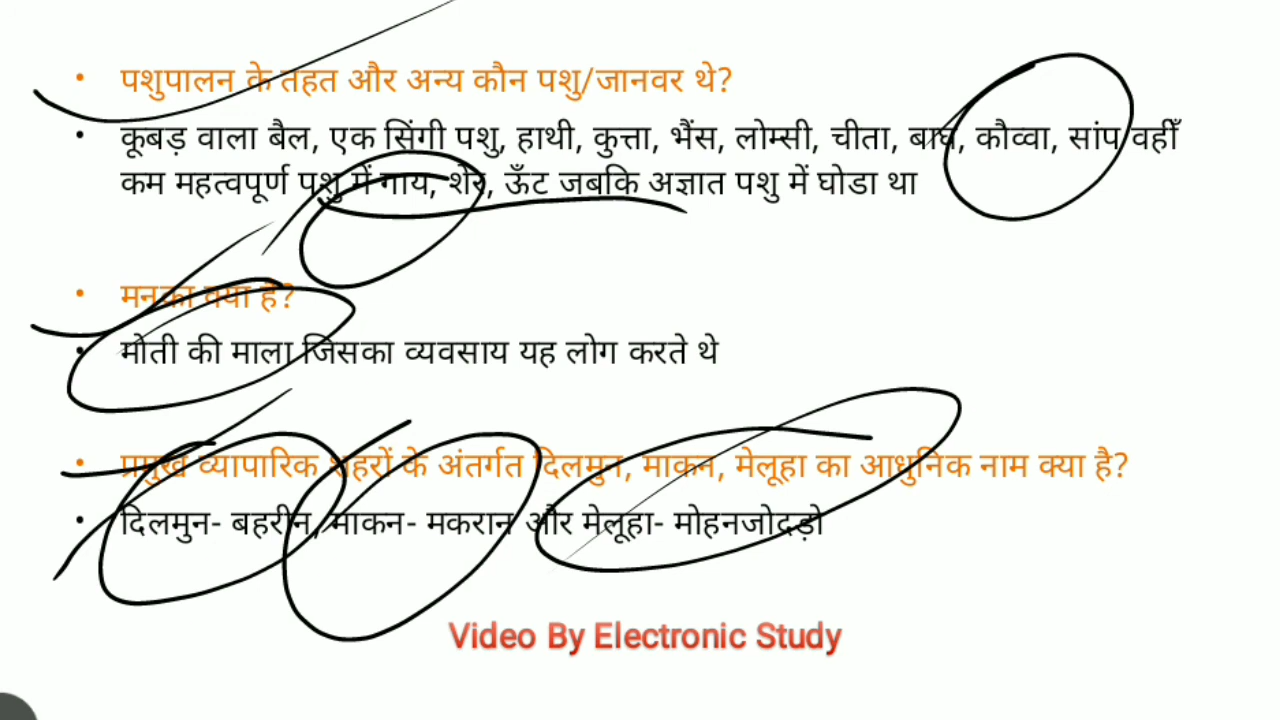 • पशुपालन के तहत और अन्य कौन पशु/जानवर थे?
• कूबड़ वाला बैल, एक सिंगी पशु, हाथी, कुत्ता, भैंस, लोम्सी, चीता, बाघ, कौव्वा, सांप वहीँ
कम महत्वपूर्ण पशु में गाय, शेर, ऊँट जबकि अज्ञात पशु में घोडा था
• मनका क्या है?
• मोती की माला जिसका व्यवसाय यह लोग करते थे
• प्रमुख व्यापारिक शहरों के अंतर्गत दिलमुन, माकन, मेलूहा का आधुनिक नाम क्या है?
• दिलमुन- बहरीन, माकन- मकरान और मेलूहा- मोहनजोदड़ो
Video By Electronic Study